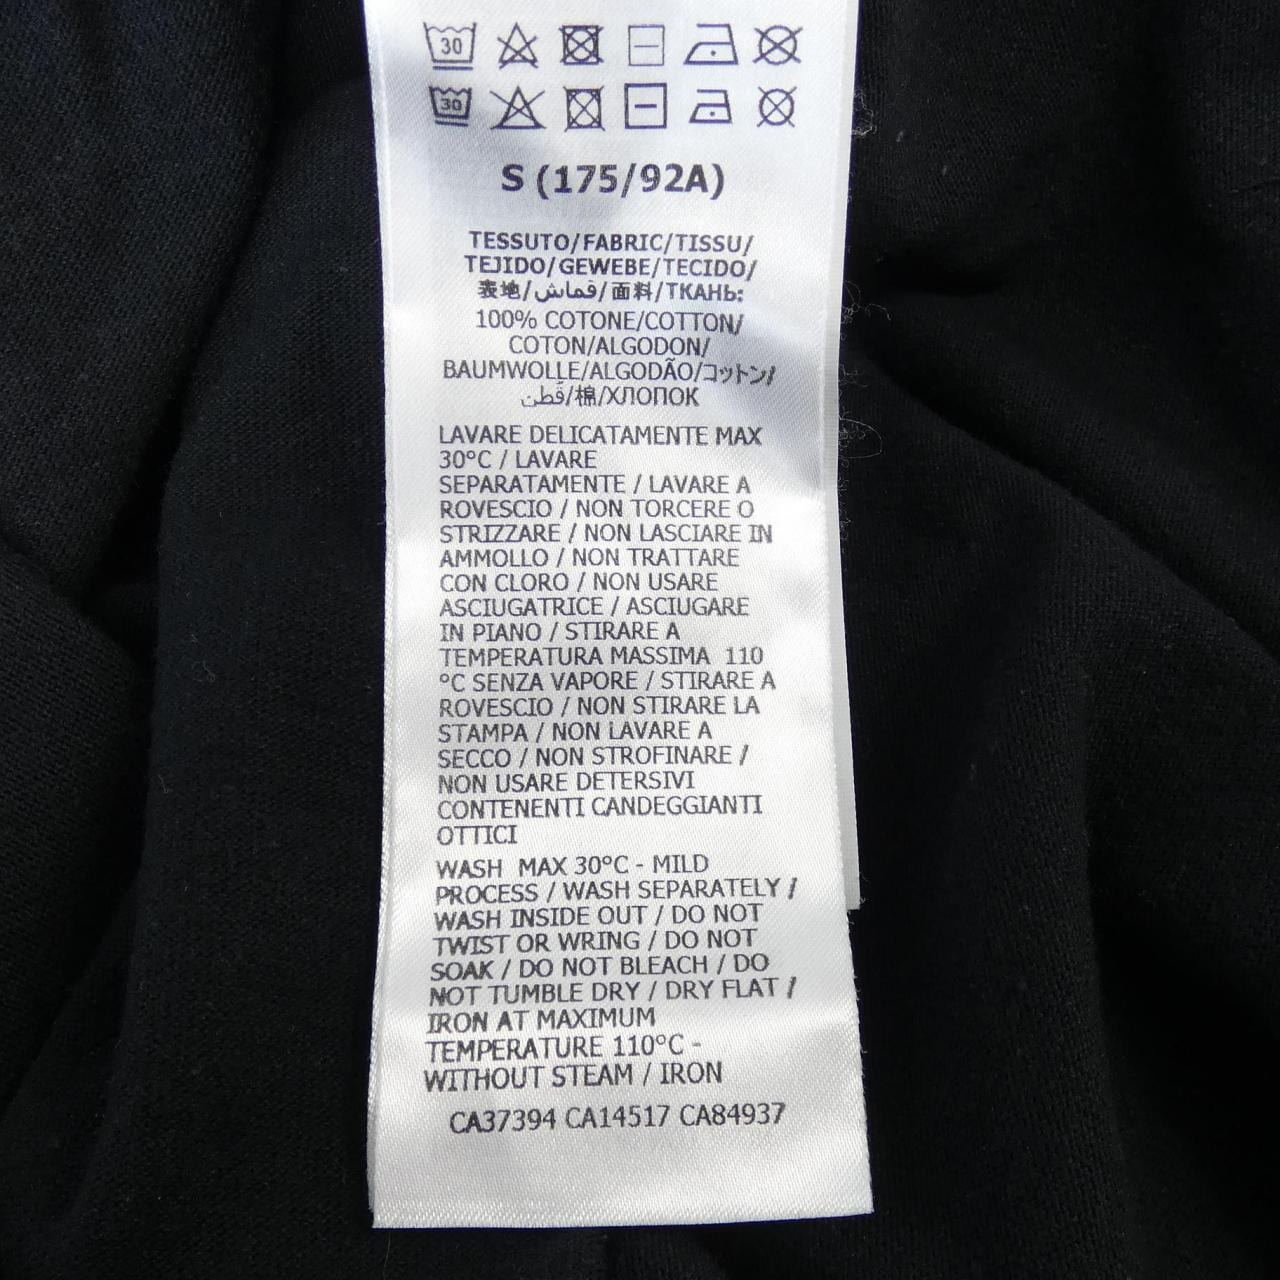 30
30
S (175/92A)
TESSUTO/FABRIC/TISSU/
TEJIDO/GEWEBE/TECIDO/
表地/قماش/面料/ТКАНЬ:
100% COTONE/COTTON/
COTON/ALGODON/
BAUMWOLLE/ALGODÃO/コットン/
قطن/棉/ХЛОПОК
LAVARE DELICATAMENTE MAX
30°C / LAVARE
SEPARATAMENTE / LAVARE A
ROVESCIO / NON TORCERE O
STRIZZARE / NON LASCIARE IN
AMMOLLO / NON TRATTARE
CON CLORO / NON USARE
ASCIUGATRICE / ASCIUGARE
IN PIANO / STIRARE A
TEMPERATURA MASSIMA 110
°C SENZA VAPORE / STIRARE A
ROVESCIO / NON STIRARE LA
STAMPA / NON LAVARE A
SECCO / NON STROFINARE /
NON USARE DETERSIVI
CONTENENTI CANDEGGIANTI
OTTICI
WASH MAX 30°C - MILD
PROCESS / WASH SEPARATELY /
WASH INSIDE OUT / DO NOT
TWIST OR WRING / DO NOT
SOAK / DO NOT BLEACH / DO
NOT TUMBLE DRY / DRY FLAT /
IRON AT MAXIMUM
TEMPERATURE 110°C -
WITHOUT STEAM / IRON
CA37394 CA14517 CA84937